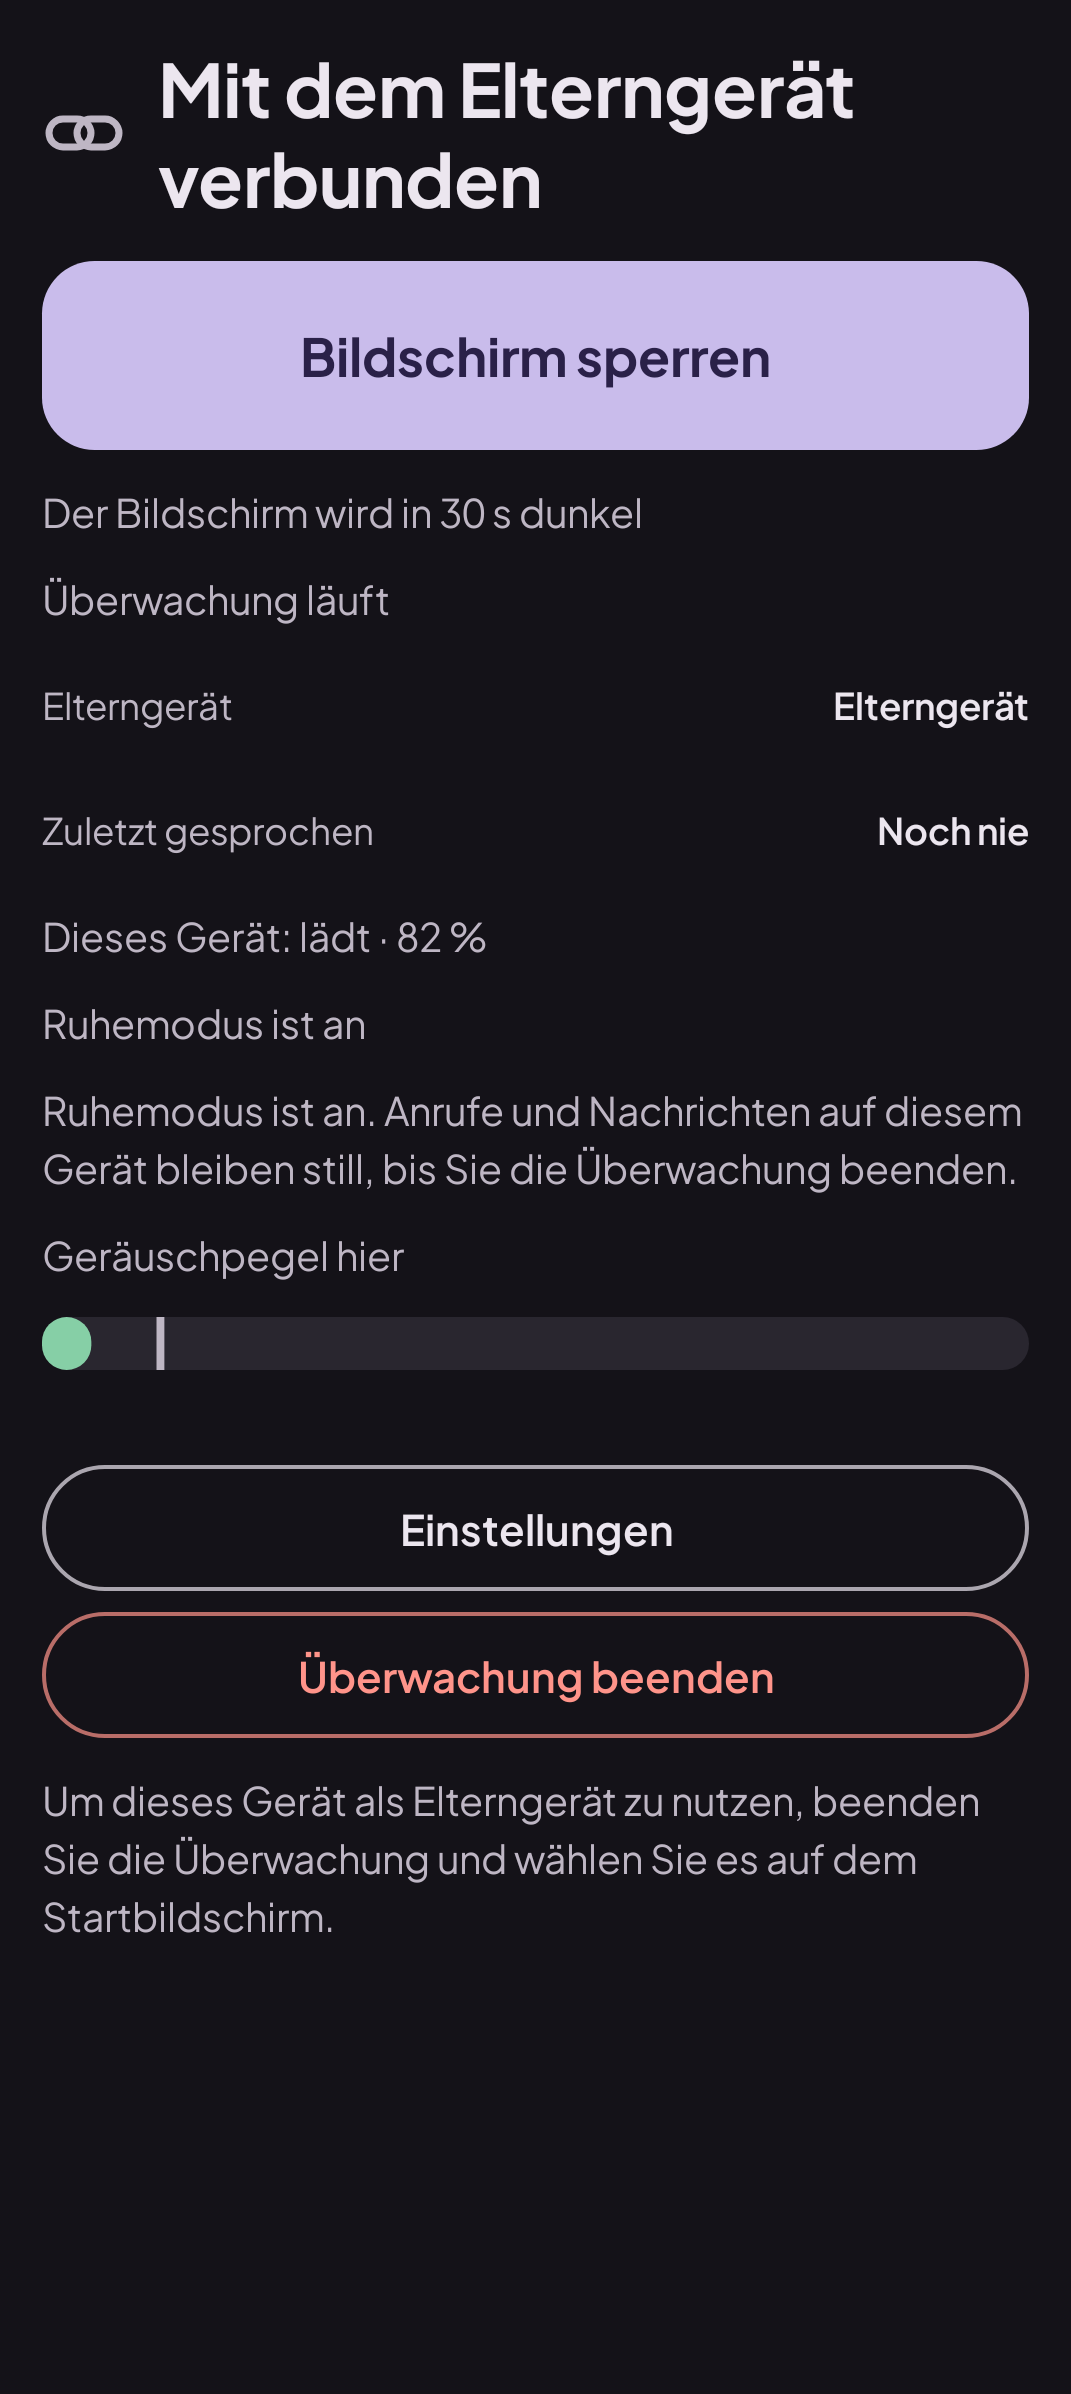 Mit dem Elterngerät
verbunden
Bildschirm sperren
Der Bildschirm wird in 30 s dunkel
Überwachung läuft
Elterngerät Elterngerät
Zuletzt gesprochen Noch nie
Dieses Gerät: lädt · 82 %
Ruhemodus ist an
Ruhemodus ist an. Anrufe und Nachrichten auf diesem
Gerät bleiben still, bis Sie die Überwachung beenden.
Geräuschpegel hier
Einstellungen
Überwachung beenden
Um dieses Gerät als Elterngerät zu nutzen, beenden
Sie die Überwachung und wählen Sie es auf dem
Startbildschirm.